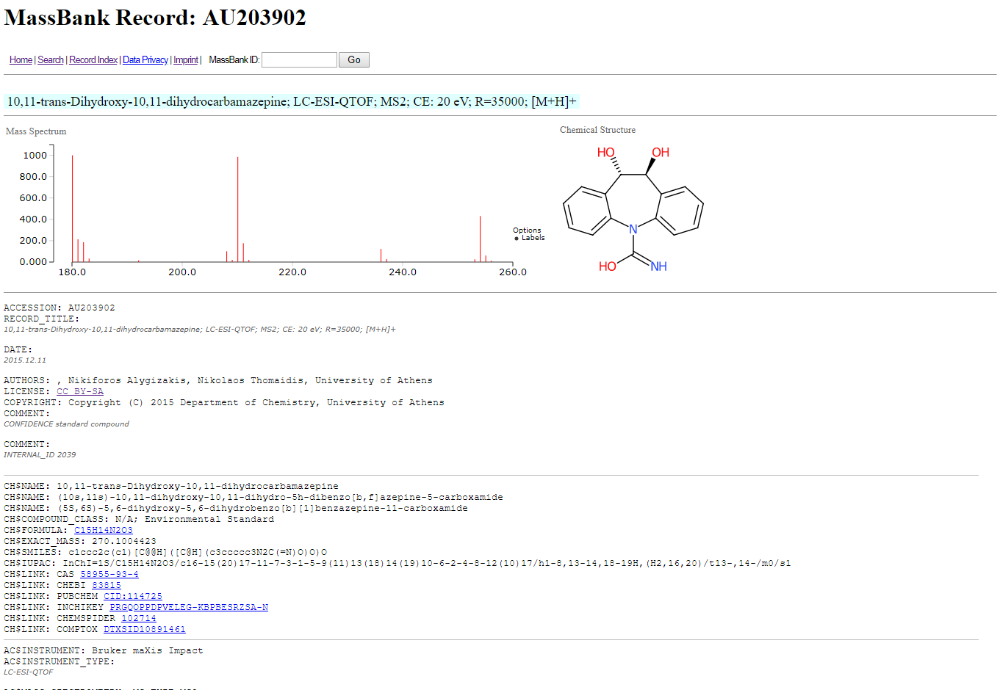 MassBank Record: AU203902
Home | Search | Record Index | Data Privacy | Imprint | MassBank ID: Go
10,11-trans-Dihydroxy-10,11-dihydrocarbamazepine; LC-ESI-QTOF; MS2; CE: 20 eV; R=35000; [M+H]+
Mass Spectrum
Chemical Structure
1000
800.0
600.0
400.0
200.0
0.000
180.0 200.0 220.0 240.0 260.0
Options
Labels
HO OH
N
HO NH
ACCESSION: AU203902
RECORD_TITLE:
10,11-trans-Dihydroxy-10,11-dihydrocarbamazepine; LC-ESI-QTOF; MS2; CE: 20 eV; R=35000; [M+H]+
DATE:
2015.12.11
AUTHORS: , Nikiforos Alygizakis, Nikolaos Thomaidis, University of Athens
LICENSE: CC BY-SA
COPYRIGHT: Copyright (C) 2015 Department of Chemistry, University of Athens
COMMENT:
CONFIDENCE standard compound
COMMENT:
INTERNAL_ID 2039
CH$NAME: 10,11-trans-Dihydroxy-10,11-dihydrocarbamazepine
CH$NAME: (10s,11s)-10,11-dihydroxy-10,11-dihydro-5h-dibenzo[b,f]azepine-5-carboxamide
CH$NAME: (5S,6S)-5,6-dihydroxy-5,6-dihydrobenzo[b][1]benzazepine-11-carboxamide
CH$COMPOUND_CLASS: N/A; Environmental Standard
CH$FORMULA: C15H14N2O3
CH$EXACT_MASS: 270.1004423
CH$SMILES: c1ccc2c(c1)[C@@H]([C@H](c3ccccc3N2C(=N)O)O)O
CH$IUPAC: InChI=1S/C15H14N2O3/c16-15(20)17-11-7-3-1-5-9(11)13(18)14(19)10-6-2-4-8-12(10)17/h1-8,13-14,18-19H,(H2,16,20)/t13-,14-/m0/s1
CH$LINK: CAS 58955-93-4
CH$LINK: CHEBI 83815
CH$LINK: PUBCHEM CID:114725
CH$LINK: INCHIKEY PRGQOPPDPVELEG-KBPBESRZSA-N
CH$LINK: CHEMSPIDER 102714
CH$LINK: COMPTOX DTXSID10891461
AC$INSTRUMENT: Bruker maXis Impact
AC$INSTRUMENT_TYPE:
LC-ESI-QTOF